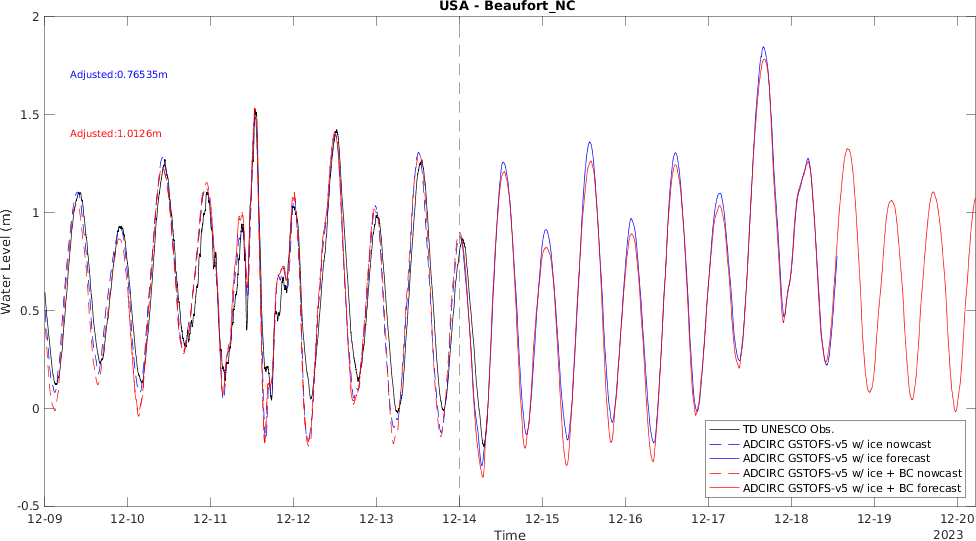 USA - Beaufort_NC
Water Level (m)
2
1.5
1
0.5
0
-0.5
Adjusted:0.76535m
Adjusted:1.0126m
TD UNESCO Obs.
ADCIRC GSTOFS-v5 w/ ice nowcast
ADCIRC GSTOFS-v5 w/ ice forecast
ADCIRC GSTOFS-v5 w/ ice + BC nowcast
ADCIRC GSTOFS-v5 w/ ice + BC forecast
12-09 12-10 12-11 12-12 12-13 12-14 12-15 12-16 12-17 12-18 12-19 12-20
Time
2023